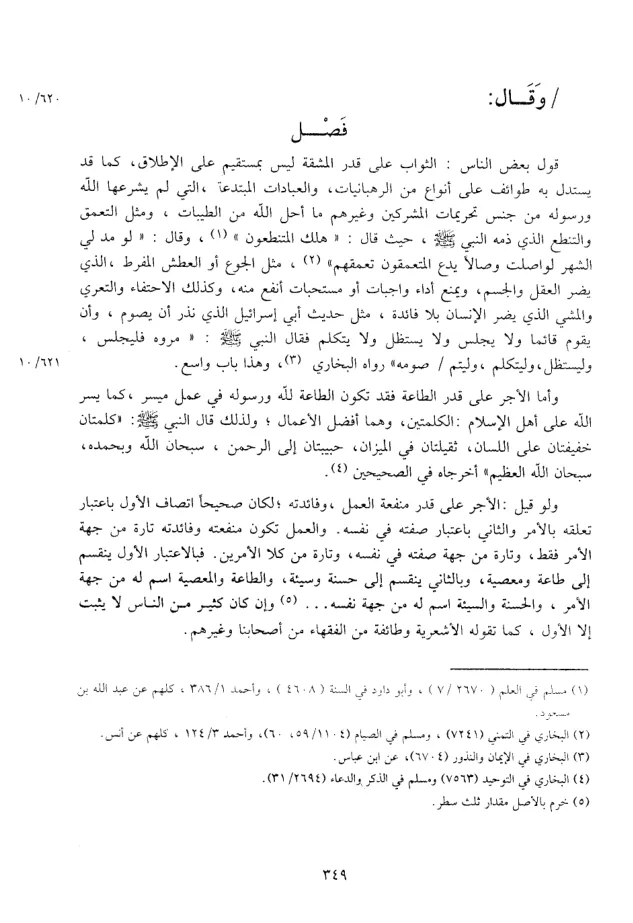 / وَقَـــال:
١٠/٦٢٠
فَصْـــل
قول بعض الناس : الثواب على قدر المشقة ليس بمستقيم على الإطلاق، كما قد
يستدل به طوائف على أنواع من الرهبانيات، والعبادات المبتدعة ،التي لم يشرعها الله
ورسوله من جنس تحريمات المشركين وغيرهم ما أحل الله من الطيبات ، ومثل التعمق
والتنطع الذي ذمه النبي ﷺ ، حيث قال : « هلك المتنطعون » (١) ، وقال : « لو مد لي
الشهر لواصلت وصالاً يدع المتعمقون تعمقهم» (٢) ، مثل الجوع أو العطش المفرط ،الذي
يضر العقل والجسم، ويمنع أداء واجبات أو مستحبات أنفع منه، وكذلك الاحتفاء والتعري
والمشي الذي يضر الإنسان بلا فائدة ، مثل حديث أبي إسرائيل الذي نذر أن يصوم ، وأن
يقوم قائما ولا يجلس ولا يستظل ولا يتكلم فقال النبي ﷺ : « مروه فليجلس ،
وليستظل،وليتكلم ،وليتم / صومه» رواه البخاري (٣)، وهذا باب واسع.
١٠/٦٢١
وأما الأجر على قدر الطاعة فقد تكون الطاعة لله ورسوله في عمل ميسر ،كما يسر
الله على أهل الإسلام :الكلمتين، وهما أفضل الأعمال ؛ ولذلك قال النبي ﷺ: «كلمتان
خفيفتان على اللسان، ثقيلتان في الميزان، حبيبتان إلى الرحمن ، سبحان الله وبحمده،
سبحان الله العظيم» أخرجاه في الصحيحين (٤).
ولو قيل :الأجر على قدر منفعة العمل ،وفائدته ؛لكان صحيحاً اتصاف الأول باعتبار
تعلقه بالأمر والثاني باعتبار صفته في نفسه. والعمل تكون منفعته وفائدته تارة من جهة
الأمر فقط، وتارة من جهة صفته في نفسه، وتارة من كلا الأمرين. فبالاعتبار الأول ينقسم
إلى طاعة ومعصية، وبالثاني ينقسم إلى حسنة وسيئة، والطاعة والمعصية اسم له من جهة
الأمر ، والحسنة والسيئة اسم له من جهة نفسه... (٥) وإن كان كثير من الناس لا يثبت
إلا الأول ، كما تقوله الأشعرية وطائفة من الفقهاء من أصحابنا وغيرهم.
(١) مسلم في العلم ( ٢٦٧٠ / ٧) ، وأبو داود في السنة ( ٤٦٠٨ ) ، وأحمد ٣٨٦/١ ، كلهم عن عبد الله بن
مسعود.
(٢) البخاري في التمني (٧٢٤١) ، ومسلم في الصيام (٥٩/١١٠٤، ٦٠)، وأحمد ١٢٤/٣ ، كلهم عن أنس.
(٣) البخاري في الإيمان والنذور (٦٧٠٤)، عن ابن عباس.
(٤) البخاري في التوحيد (٧٥٦٣) ومسلم في الذكر والدعاء (٣١/٢٦٩٤).
(٥) خرم بالأصل مقدار ثلث سطر.
٣٤٩